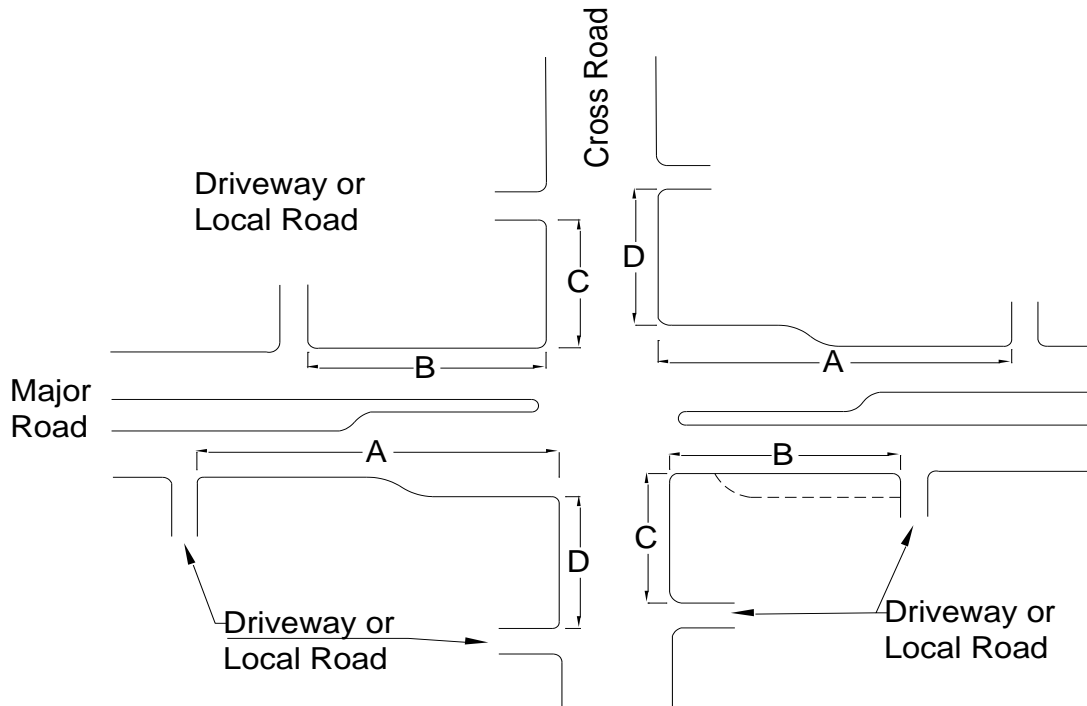 Cross Road
Driveway or
Local Road
D
C
A
B
Major
Road
A
B
C
D
Driveway or
Local Road
Driveway or
Local Road